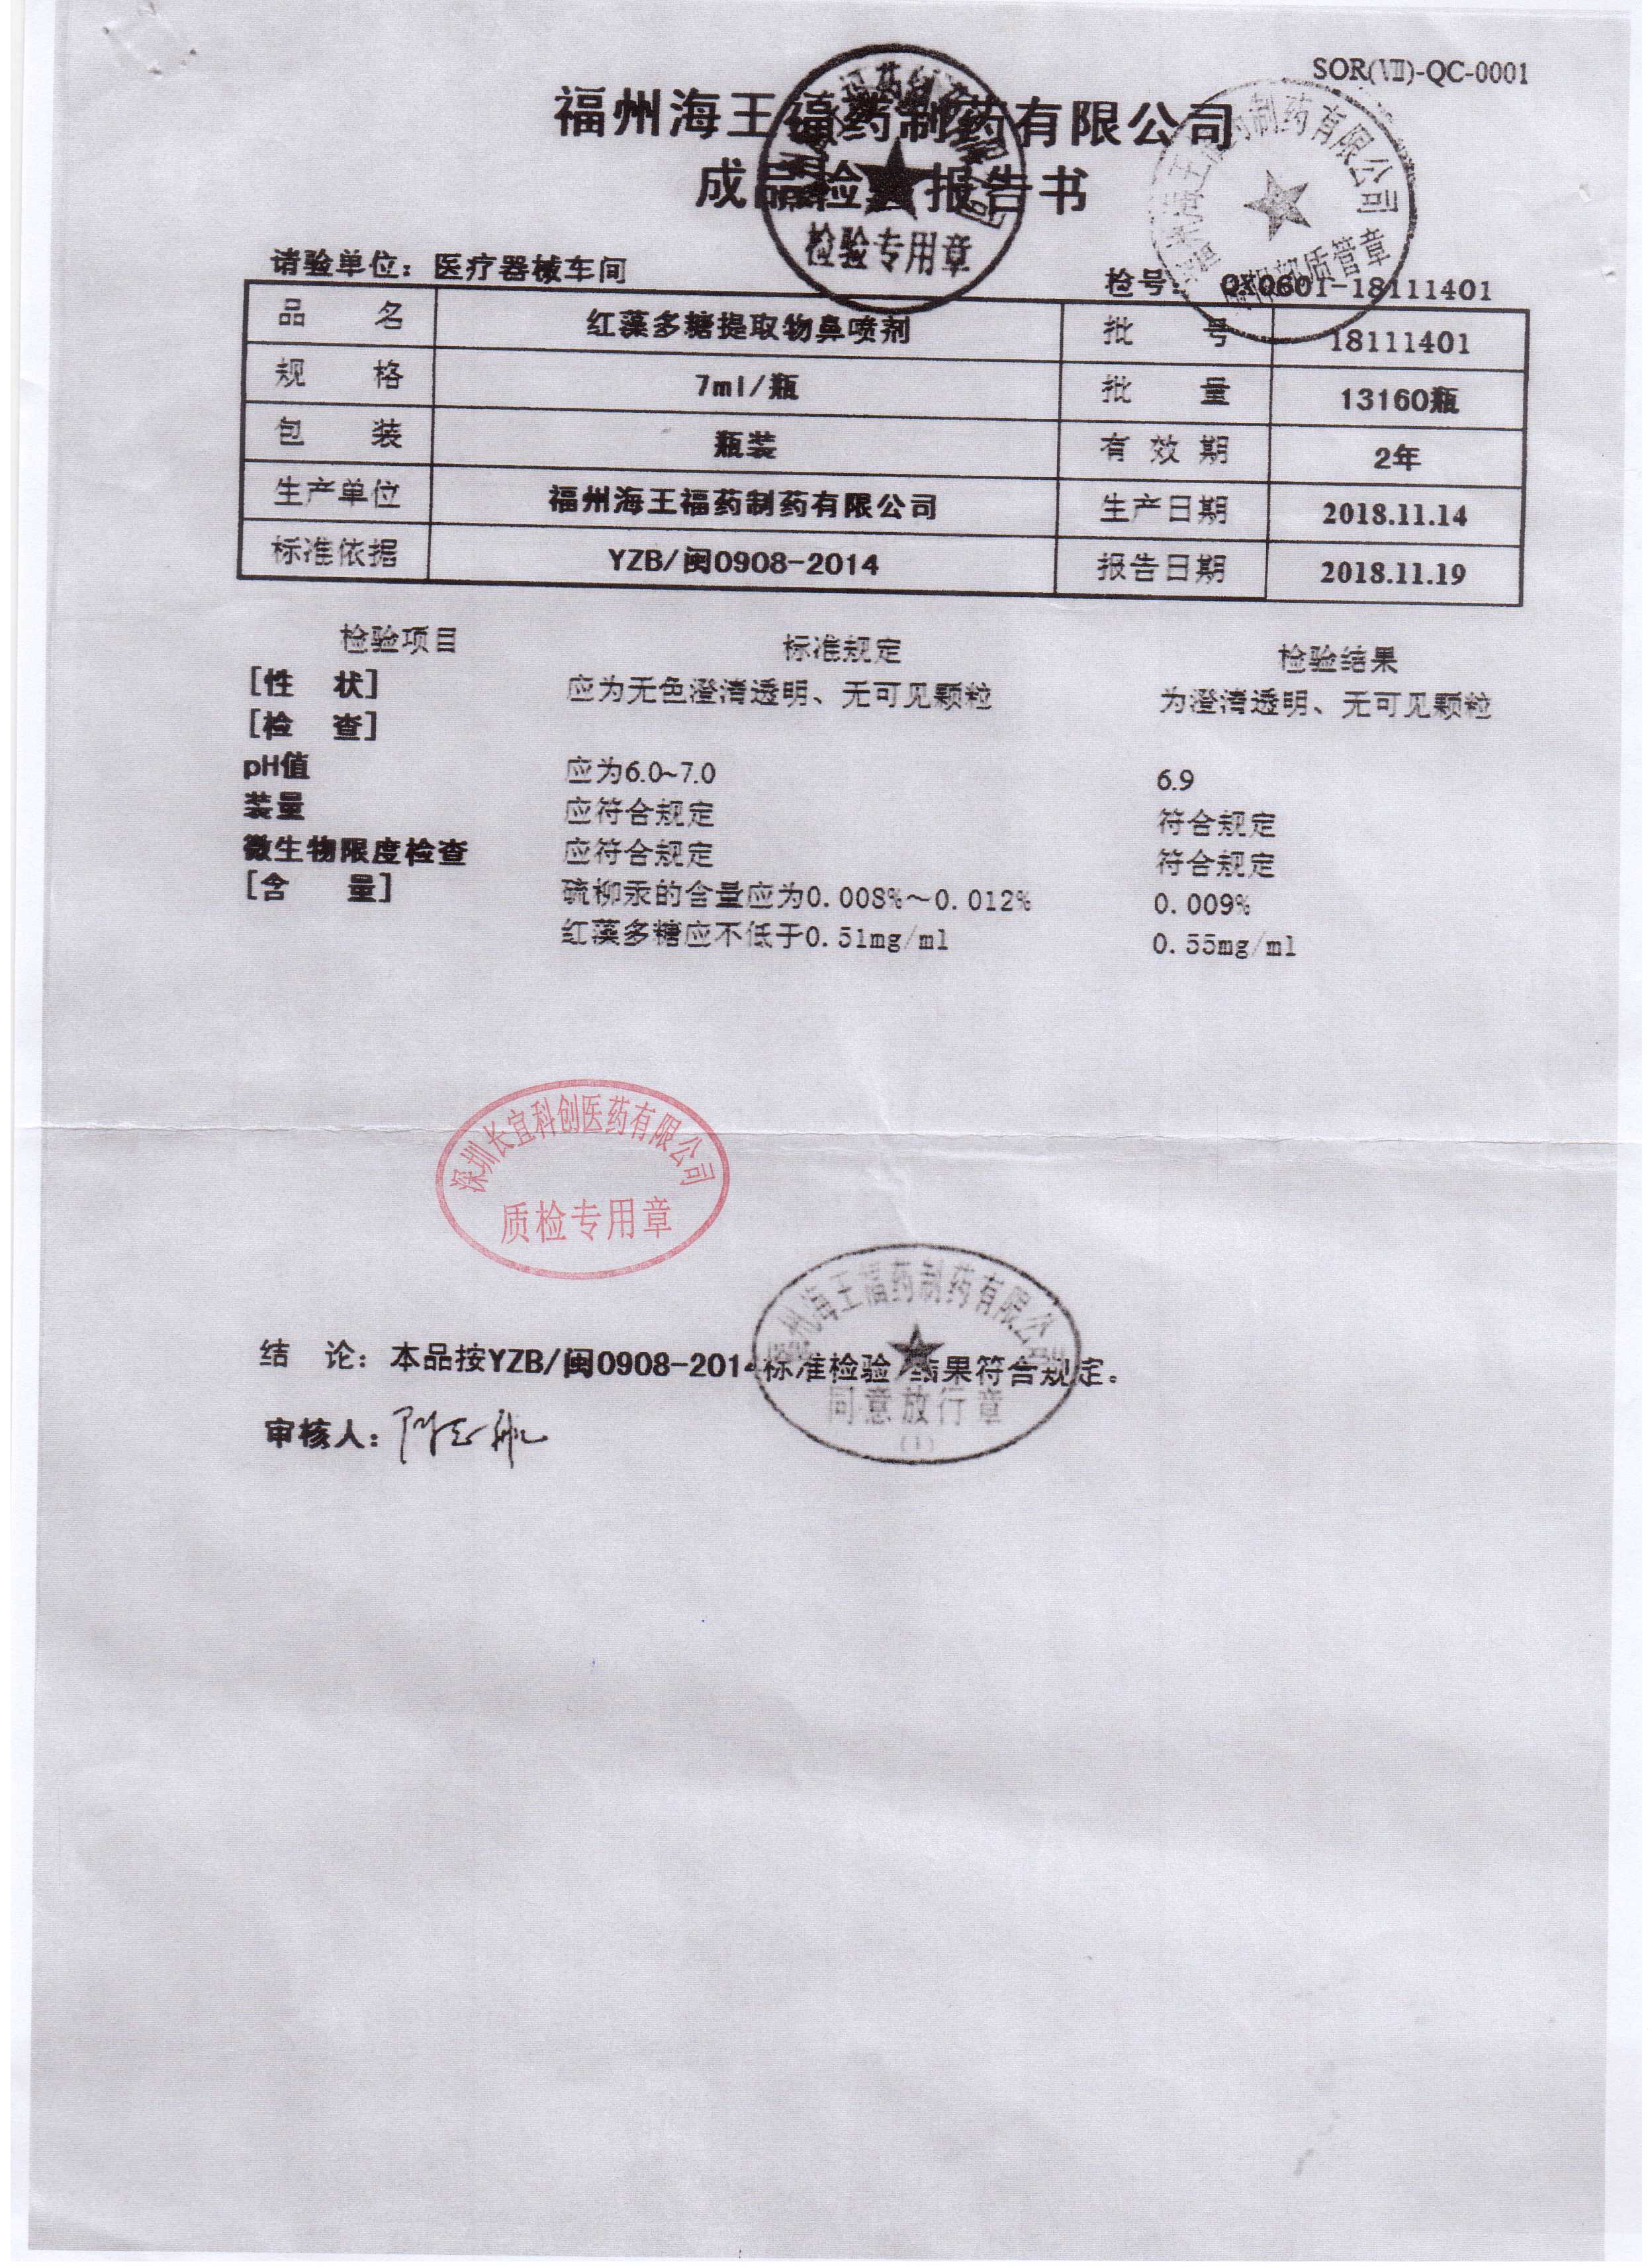 SOR(Ⅶ)-QC-0001
福州海王福药制药有限公司
成品检验报告书
检验专用章
福州海王福药制药有限公司
质管章
请验单位：医疗器械车间 检号：QX0601-18111401
品 名 红藻多糖提取物鼻喷剂 批 号 18111401
规 格 7ml/瓶 批 量 13160瓶
包 装 瓶装 有 效 期 2年
生产单位 福州海王福药制药有限公司 生产日期 2018.11.14
标准依据 YZB/闽0908-2014 报告日期 2018.11.19
检验项目 标准规定 检验结果
[性 状] 应为无色澄清透明、无可见颗粒 为澄清透明、无可见颗粒
[检 查]
pH值 应为6.0~7.0 6.9
装量 应符合规定 符合规定
微生物限度检查 应符合规定 符合规定
[含 量] 硫柳汞的含量应为0.008%～0.012% 0.009%
红藻多糖应不低于0.51mg/ml 0.55mg/ml
深圳长宜科创医药有限公司
质检专用章
福州海王福药制药有限公司
结 论：本品按YZB/闽0908-2014标准检验 结果符合规定。
同意放行章
(1)
审核人：